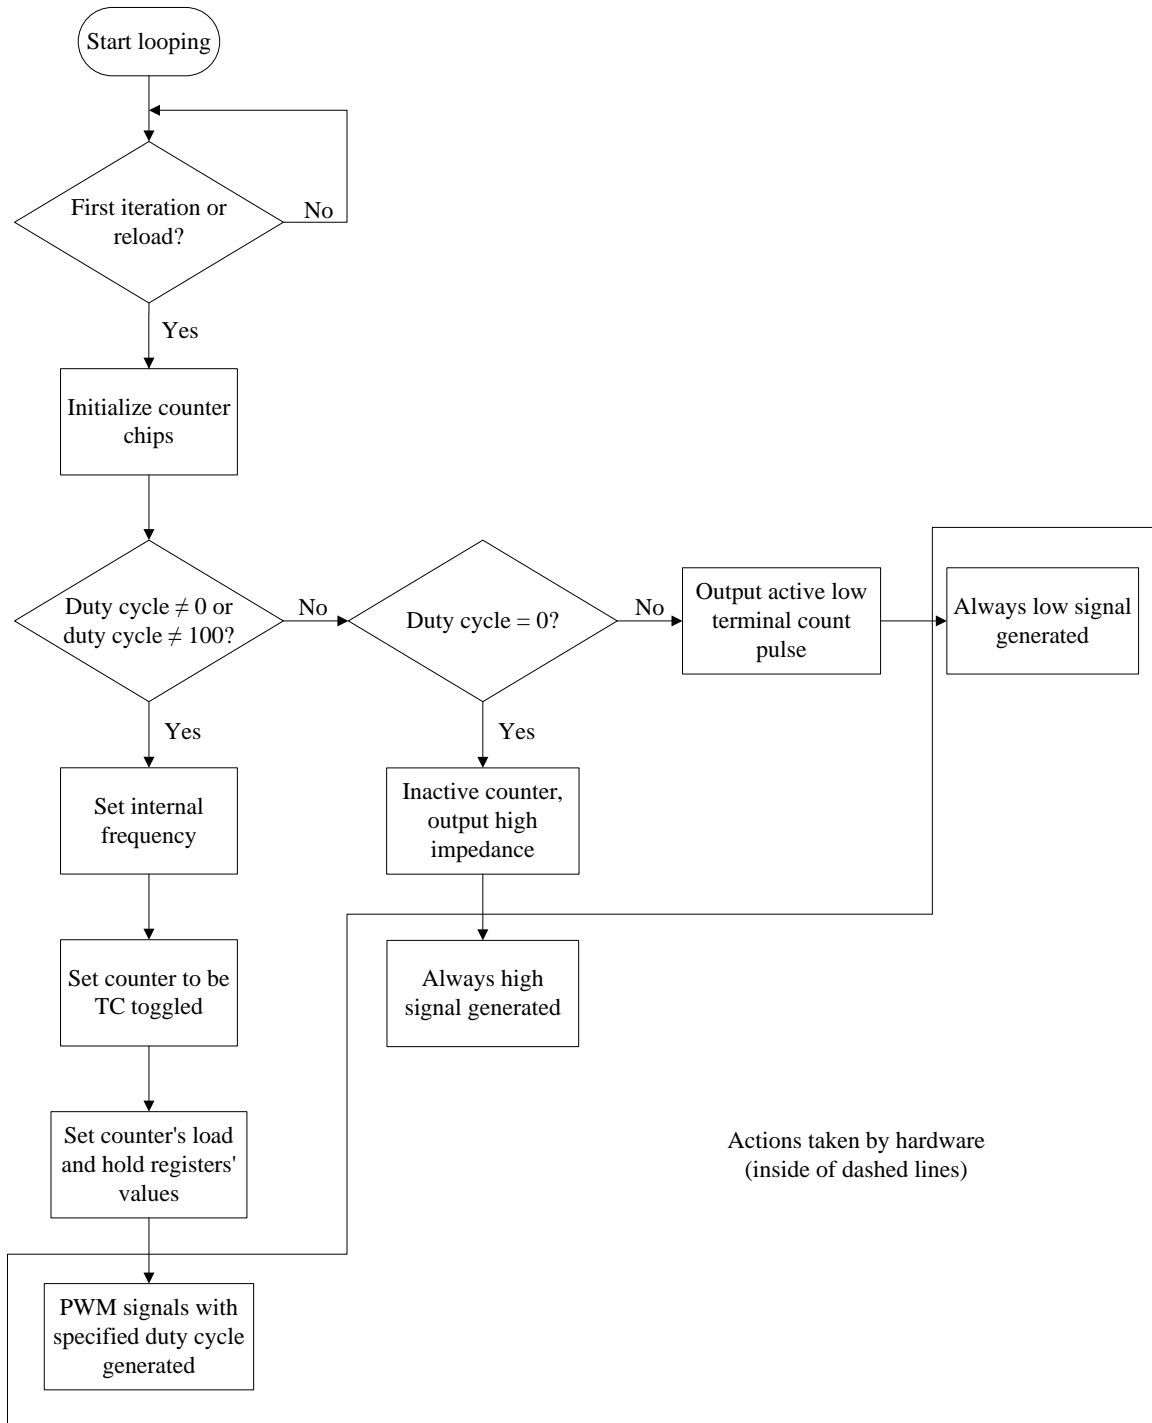 Start looping
First iteration or
reload?
No
Yes
Initialize counter
chips
Duty cycle ≠ 0 or
duty cycle ≠ 100?
No
Duty cycle = 0?
No
Output active low
terminal count
pulse
Always low signal
generated
Yes
Yes
Set internal
frequency
Inactive counter,
output high
impedance
Set counter to be
TC toggled
Always high
signal generated
Set counter's load
and hold registers'
values
Actions taken by hardware
(inside of dashed lines)
PWM signals with
specified duty cycle
generated